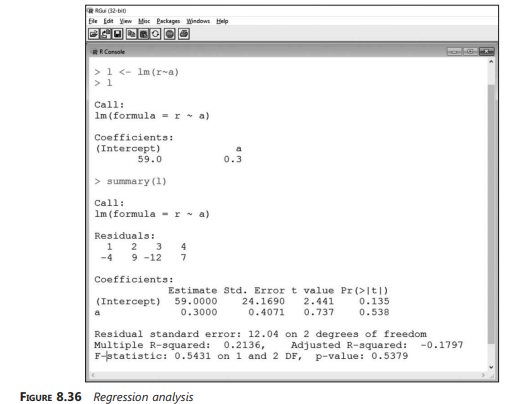 RGui (32-bit)
File Edit View Misc Packages Windows Help
R Console
> l <- lm(r~a)
> l
Call:
lm(formula = r ~ a)
Coefficients:
(Intercept) a
59.0 0.3
> summary(l)
Call:
lm(formula = r ~ a)
Residuals:
1 2 3 4
-4 9 -12 7
Coefficients:
Estimate Std. Error t value Pr(>|t|)
(Intercept) 59.0000 24.1690 2.441 0.135
a 0.3000 0.4071 0.737 0.538
Residual standard error: 12.04 on 2 degrees of freedom
Multiple R-squared: 0.2136, Adjusted R-squared: -0.1797
F-statistic: 0.5431 on 1 and 2 DF, p-value: 0.5379
FIGURE 8.36 Regression analysis